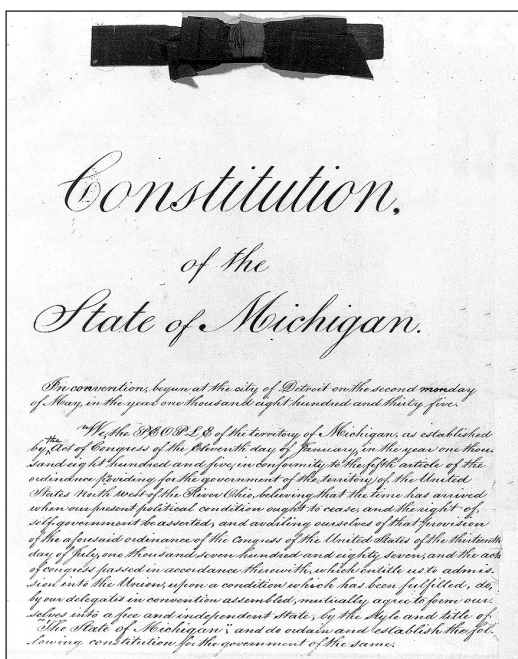 Constitution,
of the
State of Michigan.
In convention, begun at the city of Detroit on the second monday
of May, in the year one thousand eight hundred and thirty five.
We, the PEOPLE of the territory of Michigan, as established
by the Act of Congress of the Eleventh day of January, in the year one thou-
sand eight hundred and five, in conformity to the fifth article of the
ordinance providing for the government of the territory of the United
States North west of the River Ohio, believing that the time has arrived
when our present political condition ought to cease, and the right of
self-government be asserted; and availing ourselves of that provision
of the aforesaid ordinance of the congress of the United States of the thirteenth
day of July, one thousand seven hundred and eighty seven, and the acts
of congress passed in accordance therewith, which entitle us to admis-
sion into the Union, upon a condition which has been fulfilled, do,
by our delegates in convention assembled, mutually agree to form our-
selves into a free and independent state, by the style and title of
"The State of Michigan", and do ordain and establish the fol-
lowing constitution for the government of the same.